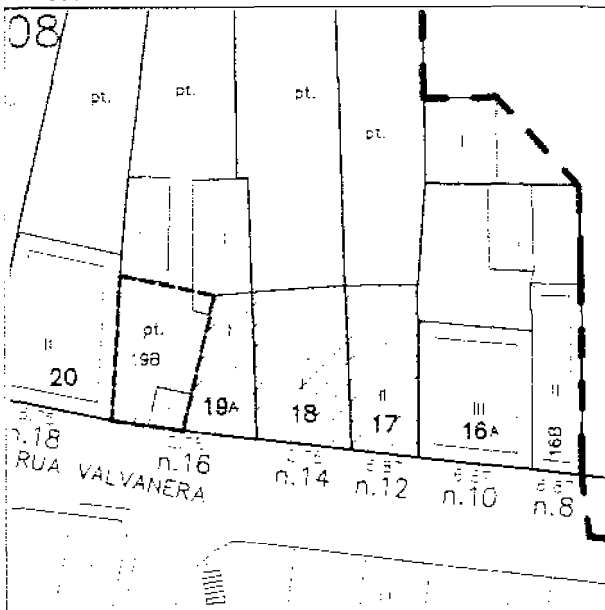 08
pt.
pt.
pt.
pt.
I
I
II
20
pt.
19B
I
19A
I
18
II
17
III
16A
II
16B
n.18
n.16
n.14
n.12
n.10
n.8
RUA VALVANERA
II